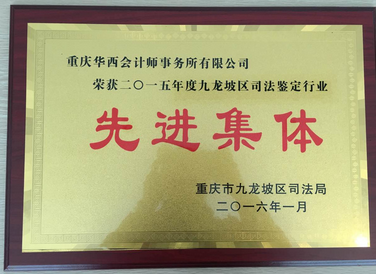 重庆华西会计师事务所有限公司
荣获二〇一五年度九龙坡区司法鉴定行业
先进集体
重庆市九龙坡区司法局
二〇一六年一月